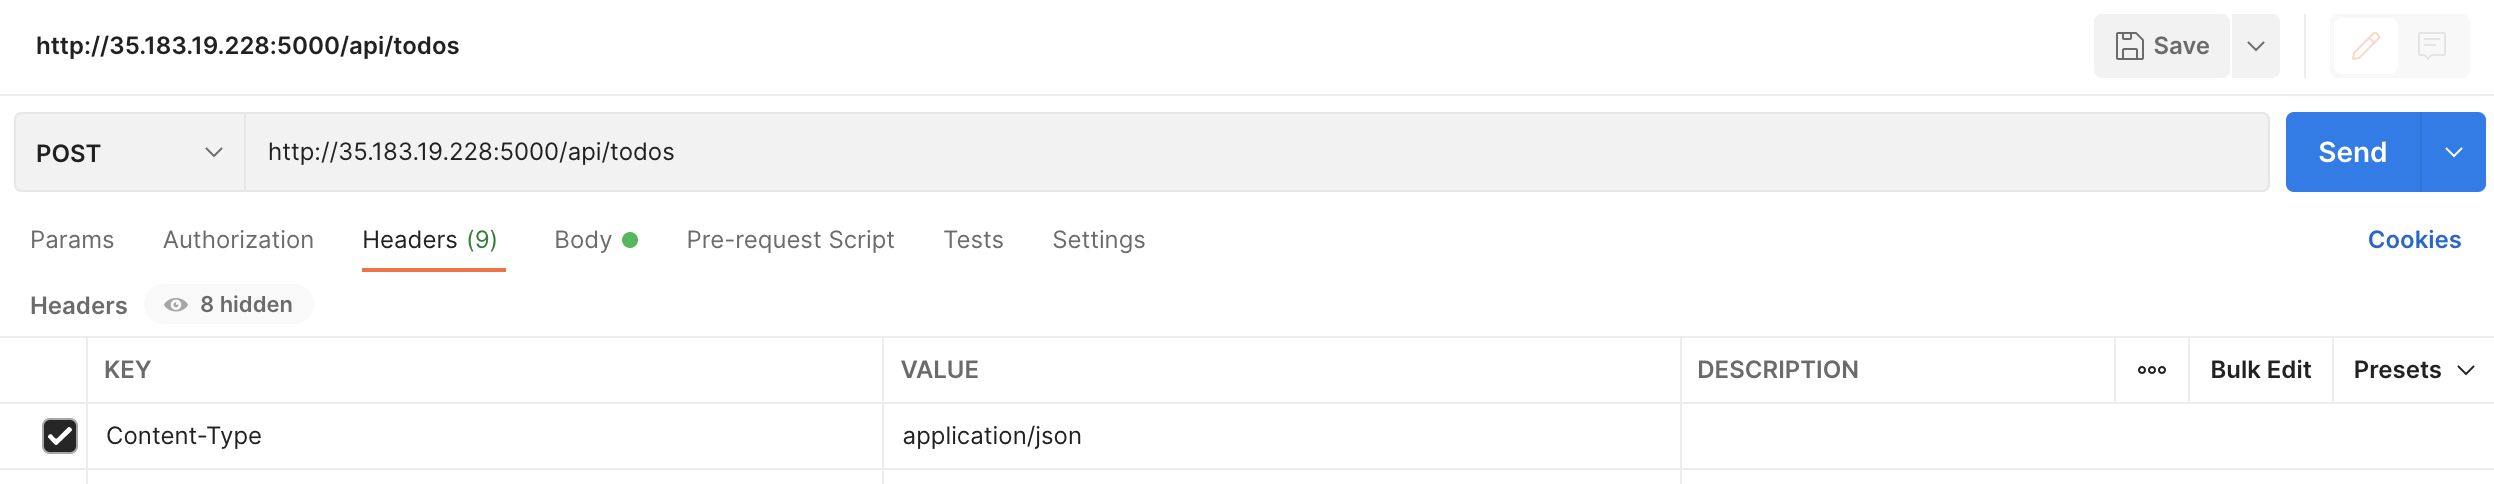 http://35.183.19.228:5000/api/todos Save
POST http://35.183.19.228:5000/api/todos Send
Params Authorization Headers (9) Body Pre-request Script Tests Settings Cookies
Headers 8 hidden
KEY VALUE DESCRIPTION ooo Bulk Edit Presets
Content-Type application/json